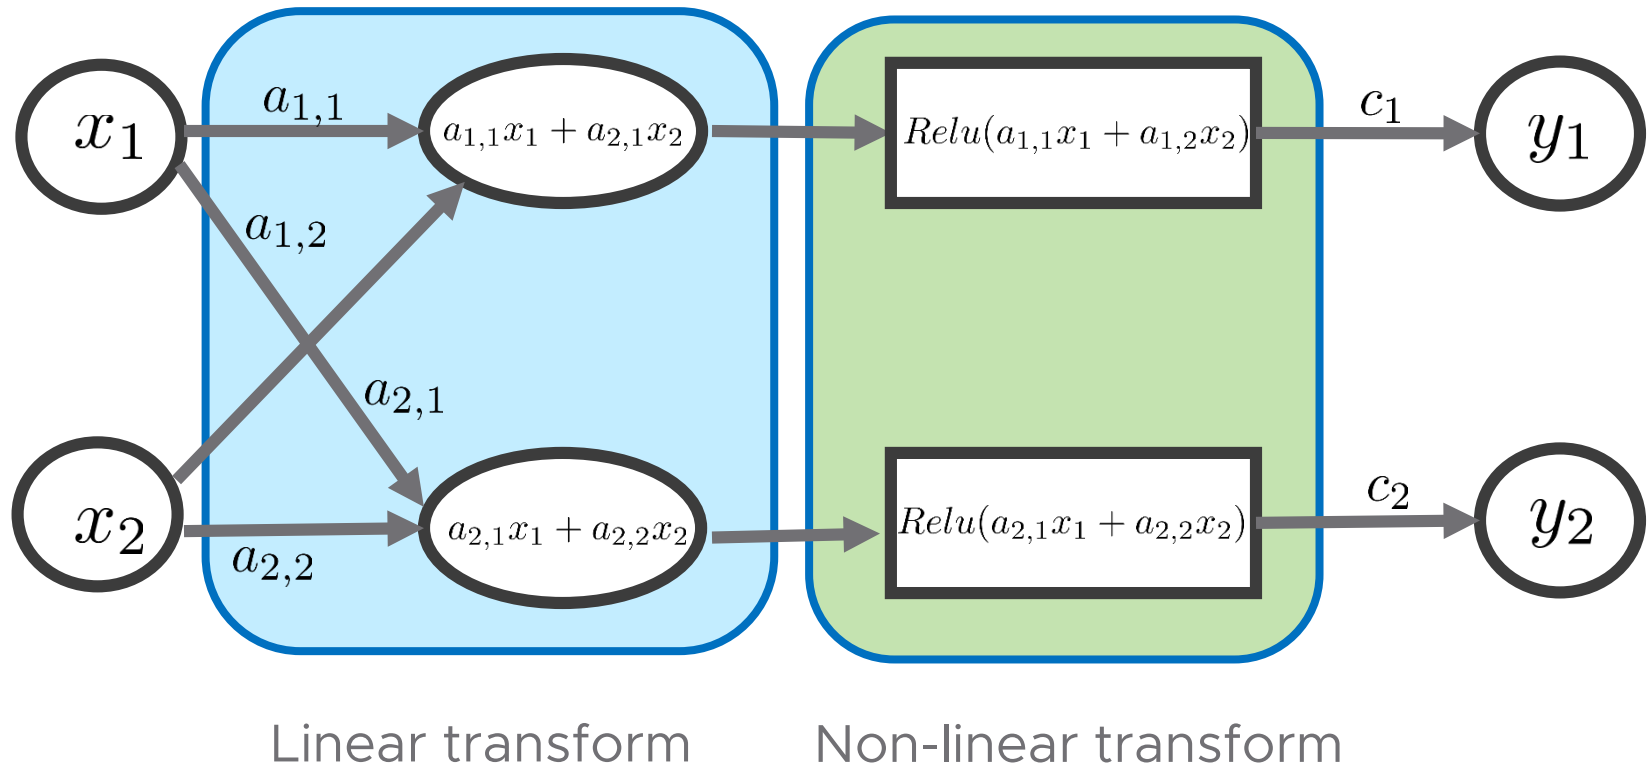 x₁
a₁,₁
a₁,₁x₁ + a₂,₁x₂
Relu(a₁,₁x₁ + a₁,₂x₂)
c₁
y₁
a₁,₂
a₂,₁
x₂
a₂,₂
a₂,₁x₁ + a₂,₂x₂
Relu(a₂,₁x₁ + a₂,₂x₂)
c₂
y₂
Linear transform
Non-linear transform